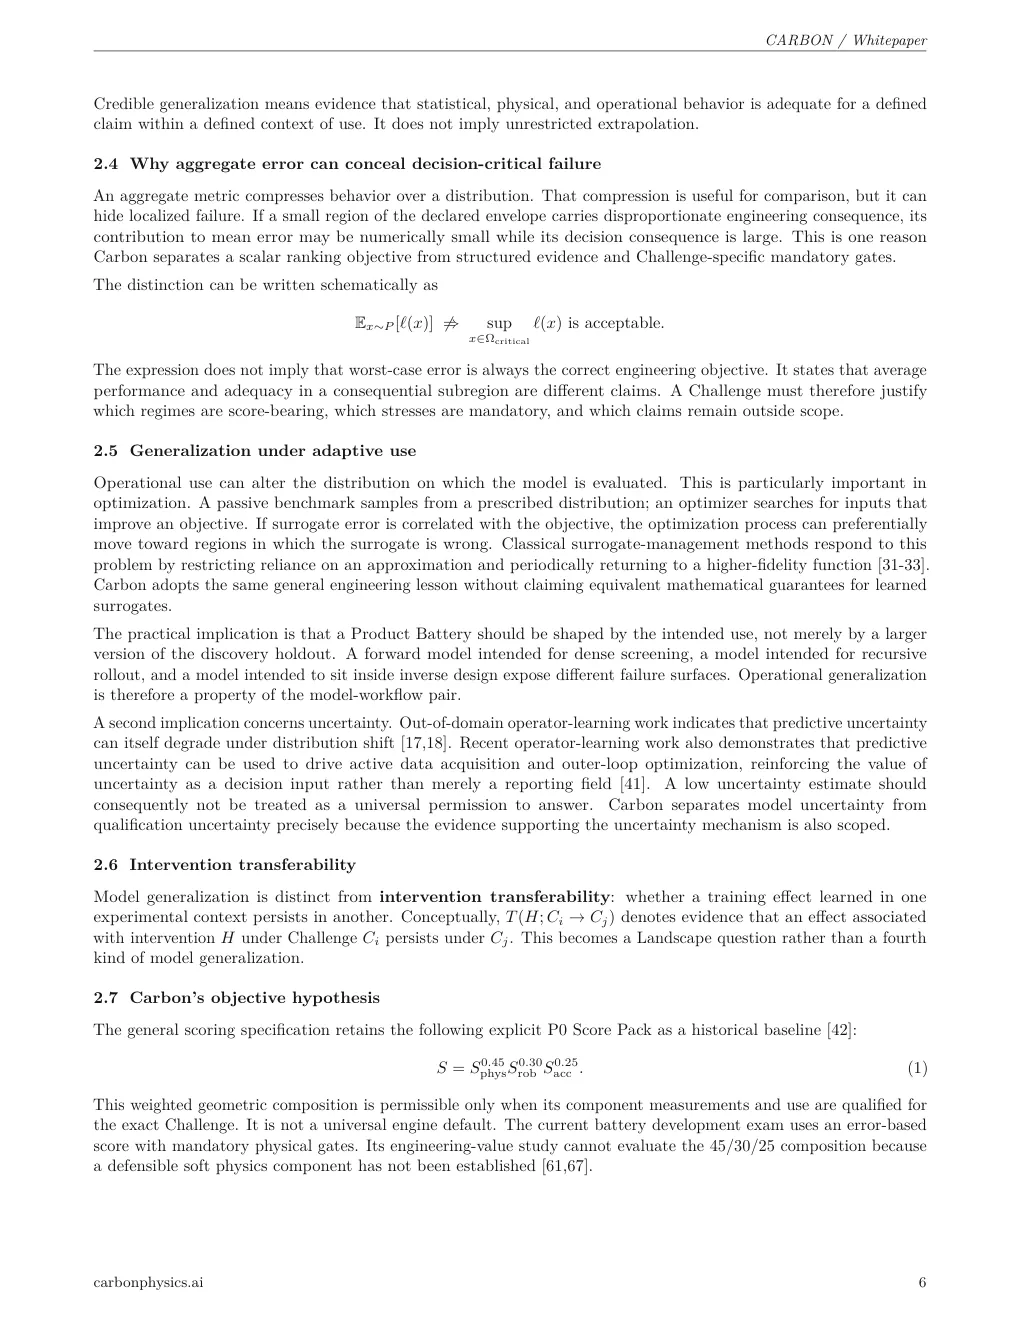 CARBON / Whitepaper
Credible generalization means evidence that statistical, physical, and operational behavior is adequate for a defined
claim within a defined context of use. It does not imply unrestricted extrapolation.
2.4 Why aggregate error can conceal decision-critical failure
An aggregate metric compresses behavior over a distribution. That compression is useful for comparison, but it can
hide localized failure. If a small region of the declared envelope carries disproportionate engineering consequence, its
contribution to mean error may be numerically small while its decision consequence is large. This is one reason
Carbon separates a scalar ranking objective from structured evidence and Challenge-specific mandatory gates.
The distinction can be written schematically as
𝔼x∼P[ℓ(x)] ⇏ sup x∈Ωcritical ℓ(x) is acceptable.
The expression does not imply that worst-case error is always the correct engineering objective. It states that average
performance and adequacy in a consequential subregion are different claims. A Challenge must therefore justify
which regimes are score-bearing, which stresses are mandatory, and which claims remain outside scope.
2.5 Generalization under adaptive use
Operational use can alter the distribution on which the model is evaluated. This is particularly important in
optimization. A passive benchmark samples from a prescribed distribution; an optimizer searches for inputs that
improve an objective. If surrogate error is correlated with the objective, the optimization process can preferentially
move toward regions in which the surrogate is wrong. Classical surrogate-management methods respond to this
problem by restricting reliance on an approximation and periodically returning to a higher-fidelity function [31-33].
Carbon adopts the same general engineering lesson without claiming equivalent mathematical guarantees for learned
surrogates.
The practical implication is that a Product Battery should be shaped by the intended use, not merely by a larger
version of the discovery holdout. A forward model intended for dense screening, a model intended for recursive
rollout, and a model intended to sit inside inverse design expose different failure surfaces. Operational generalization
is therefore a property of the model-workflow pair.
A second implication concerns uncertainty. Out-of-domain operator-learning work indicates that predictive uncertainty
can itself degrade under distribution shift [17,18]. Recent operator-learning work also demonstrates that predictive
uncertainty can be used to drive active data acquisition and outer-loop optimization, reinforcing the value of
uncertainty as a decision input rather than merely a reporting field [41]. A low uncertainty estimate should
consequently not be treated as a universal permission to answer. Carbon separates model uncertainty from
qualification uncertainty precisely because the evidence supporting the uncertainty mechanism is also scoped.
2.6 Intervention transferability
Model generalization is distinct from intervention transferability: whether a training effect learned in one
experimental context persists in another. Conceptually, T(H; Ci → Cj) denotes evidence that an effect associated
with intervention H under Challenge Ci persists under Cj. This becomes a Landscape question rather than a fourth
kind of model generalization.
2.7 Carbon's objective hypothesis
The general scoring specification retains the following explicit P0 Score Pack as a historical baseline [42]:
S = S_phys^0.45 S_rob^0.30 S_acc^0.25. (1)
This weighted geometric composition is permissible only when its component measurements and use are qualified for
the exact Challenge. It is not a universal engine default. The current battery development exam uses an error-based
score with mandatory physical gates. Its engineering-value study cannot evaluate the 45/30/25 composition because
a defensible soft physics component has not been established [61,67].
carbonphysics.ai 6